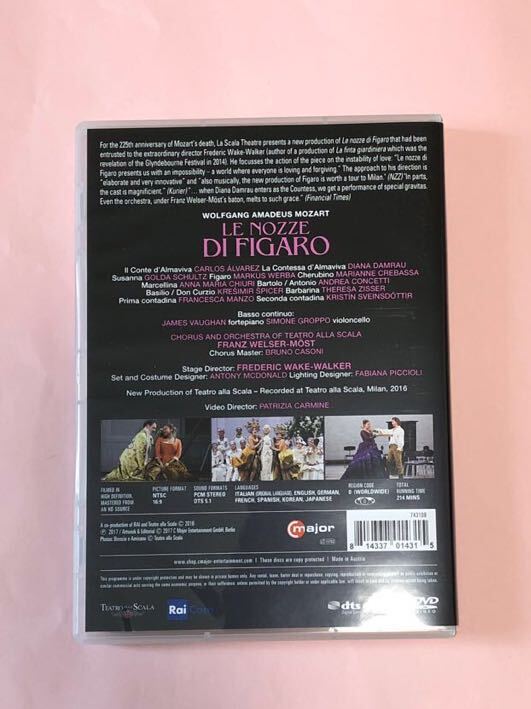 For the 225th anniversary of Mozart's death, La Scala Theatre presents a new production of Le nozze di Figaro that had been
entrusted to the extraordinary director Frederic Wake-Walker (author of a production of La finta giardiniera which was the
revelation of the Glyndebourne Festival in 2014). He focusses the action of the piece on the instability of love: "Le nozze di
Figaro presents us with an impossibility - a world where everyone is loving and forgiving." The approach to his direction is
"elaborate and very innovative" and "also musically, the new production of Figaro is worth a tour to Milan." (NZZ) "In parts,
the cast is magnificient." (Kurier) "... when Diana Damrau enters as the Countess, we get a performance of special gravitas.
Even the orchestra, under Franz Welser-Möst's baton, melts to such grace." (Financial Times)
WOLFGANG AMADEUS MOZART
LE NOZZE
DI FIGARO
Il Conte d'Almaviva CARLOS ÁLVAREZ La Contessa d'Almaviva DIANA DAMRAU
Susanna GOLDA SCHULTZ Figaro MARKUS WERBA Cherubino MARIANNE CREBASSA
Marcellina ANNA MARIA CHIURI Bartolo / Antonio ANDREA CONCETTI
Basilio / Don Curzio KREŠIMIR ŠPICER Barbarina THERESA ZISSER
Prima contadina FRANCESCA MANZO Seconda contadina KRISTÍN SVEINSDÓTTIR
Basso continuo:
JAMES VAUGHAN fortepiano SIMONE GROPPO violoncello
CHORUS AND ORCHESTRA OF TEATRO ALLA SCALA
FRANZ WELSER-MÖST
Chorus Master: BRUNO CASONI
Stage Director: FREDERIC WAKE-WALKER
Set and Costume Designer: ANTONY MCDONALD Lighting Designer: FABIANA PICCIOLI
New Production of Teatro alla Scala – Recorded at Teatro alla Scala, Milan, 2016
Video Director: PATRIZIA CARMINE
FILMED IN
HIGH DEFINITION,
MASTERED FROM
AN HD SOURCE
PICTURE FORMAT
NTSC
16:9
SOUND FORMATS
PCM STEREO
DTS 5.1
LANGUAGES
ITALIAN (ORIGINAL LANGUAGE), ENGLISH, GERMAN,
FRENCH, SPANISH, KOREAN, JAPANESE
REGION CODE
0 (WORLDWIDE)
TOTAL
RUNNING TIME
214 MINS
743108
A co-production of RAI and Teatro alla Scala © 2016
℗ 2017 / Artwork & Editorial © 2017 C Major Entertainment GmbH, Berlin
Photos: Brescia e Amisano © Teatro alla Scala
C major
8 14337 01431 5
www.shop.cmajor-entertainment.com | These discs are copy protected | Made in Austria
TEATRO ALLA SCALA
Rai Com
dts
DVD
VIDEO